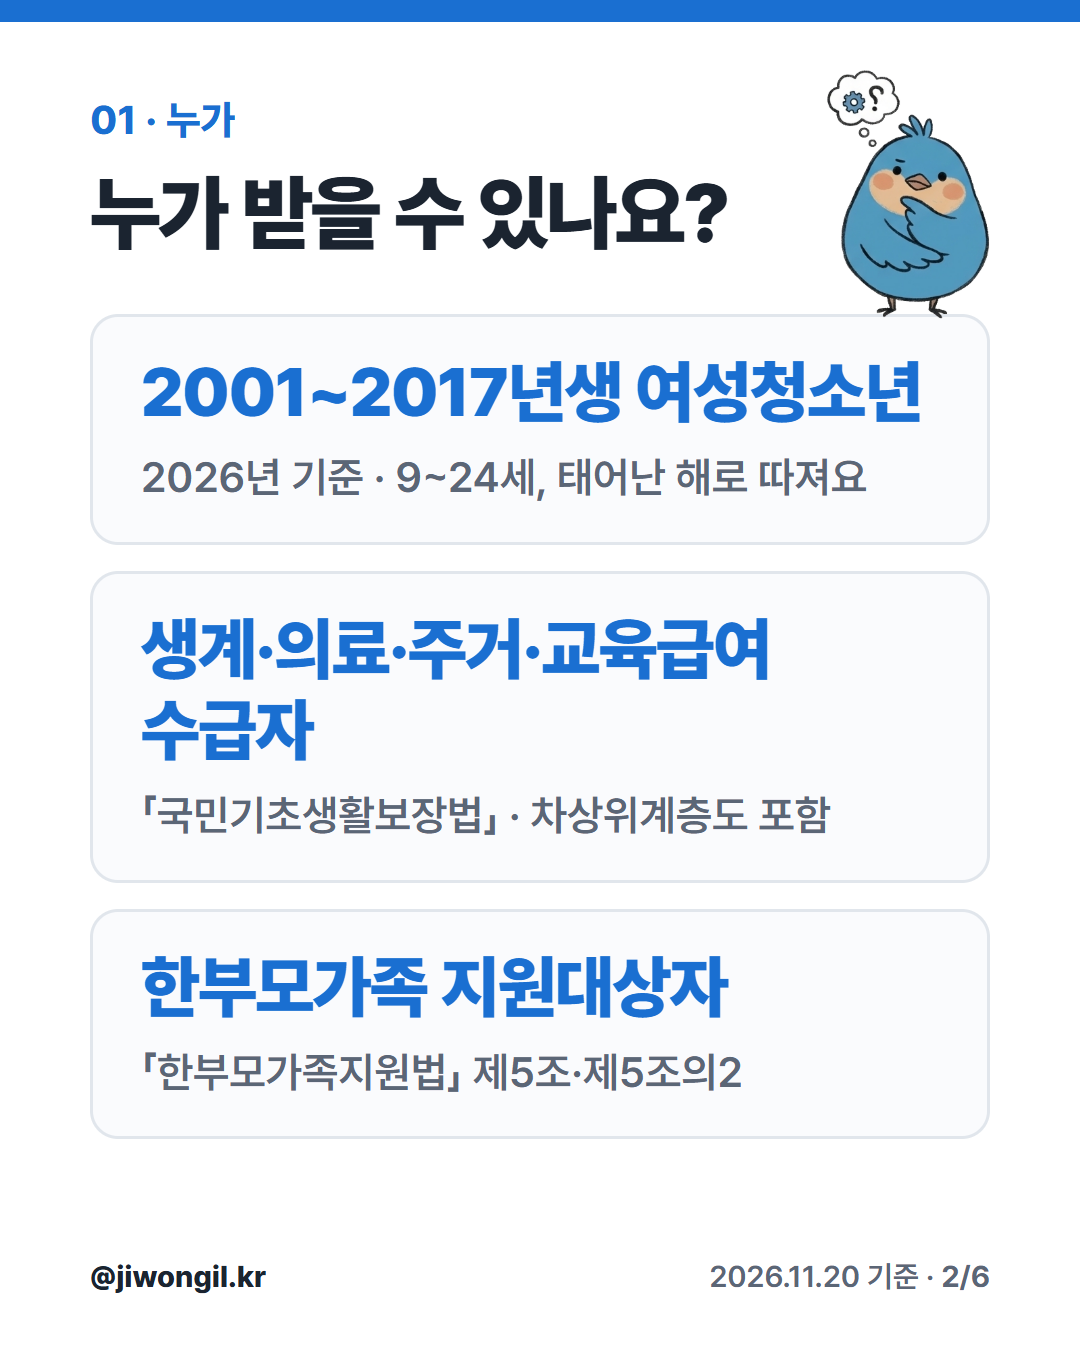 01 · 누가
누가 받을 수 있나요?
2001~2017년생 여성청소년
2026년 기준 · 9~24세, 태어난 해로 따져요
생계·의료·주거·교육급여
수급자
「국민기초생활보장법」 · 차상위계층도 포함
한부모가족 지원대상자
「한부모가족지원법」 제5조·제5조의2
@jiwongil.kr
2026.11.20 기준 · 2/6